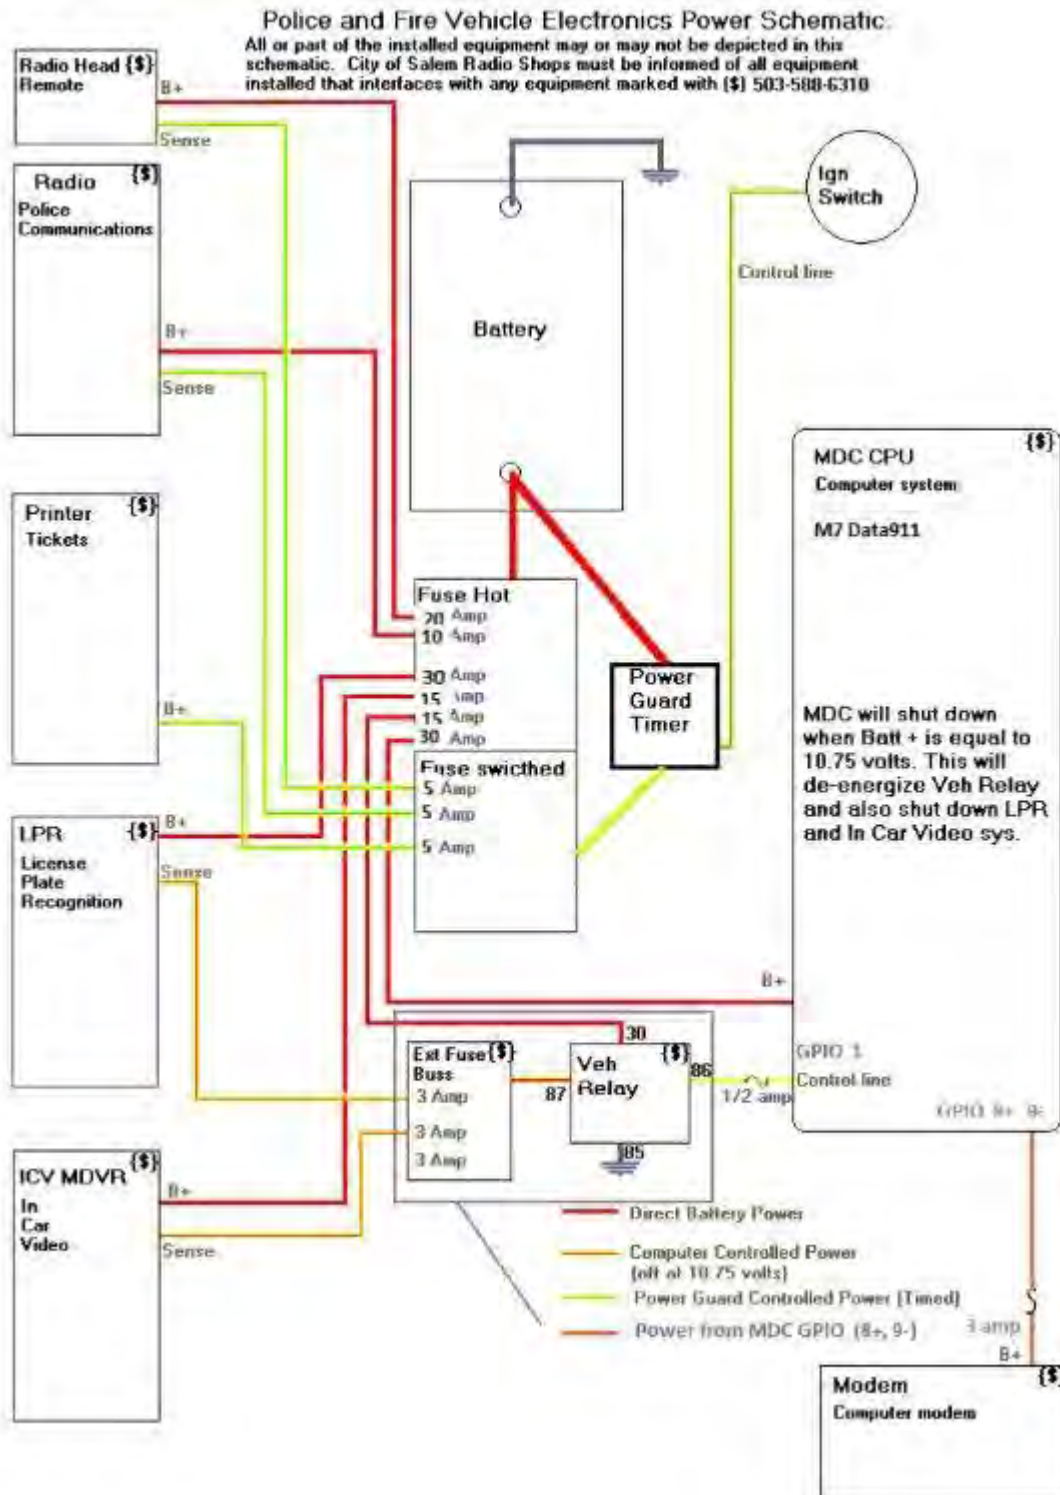 Police and Fire Vehicle Electronics Power Schematic.
All or part of the installed equipment may or may not be depicted in this
schematic. City of Salem Radio Shops must be informed of all equipment
installed that interfaces with any equipment marked with {$} 503-588-6310
Radio Head {$}
Remote
B+
Sense
Radio {$}
Police
Communications
B+
Sense
Printer {$}
Tickets
B+
LPR {$}
License
Plate
Recognition
B+
Sense
ICV MDVR {$}
In
Car
Video
B+
Sense
Battery
Ign
Switch
Control line
Fuse Hot
20 Amp
10 Amp
30 Amp
15 Amp
15 Amp
30 Amp
Fuse swicthed
5 Amp
5 Amp
5 Amp
Power
Guard
Timer
{$}
MDC CPU
Computer system
M7 Data911
MDC will shut down
when Batt + is equal to
10.75 volts. This will
de-energize Veh Relay
and also shut down LPR
and In Car Video sys.
B+
GPIO 1
Control line
GPIO 8+ 9-
Ext Fuse {$}
Buss
3 Amp
3 Amp
3 Amp
30
Veh {$}
Relay
87
86
85
1/2 amp
Direct Battery Power
Computer Controlled Power
(off at 10.75 volts)
Power Guard Controlled Power (Timed)
Power from MDC GPIO (8+, 9-)
3 amp
B+
Modem {$}
Computer modem